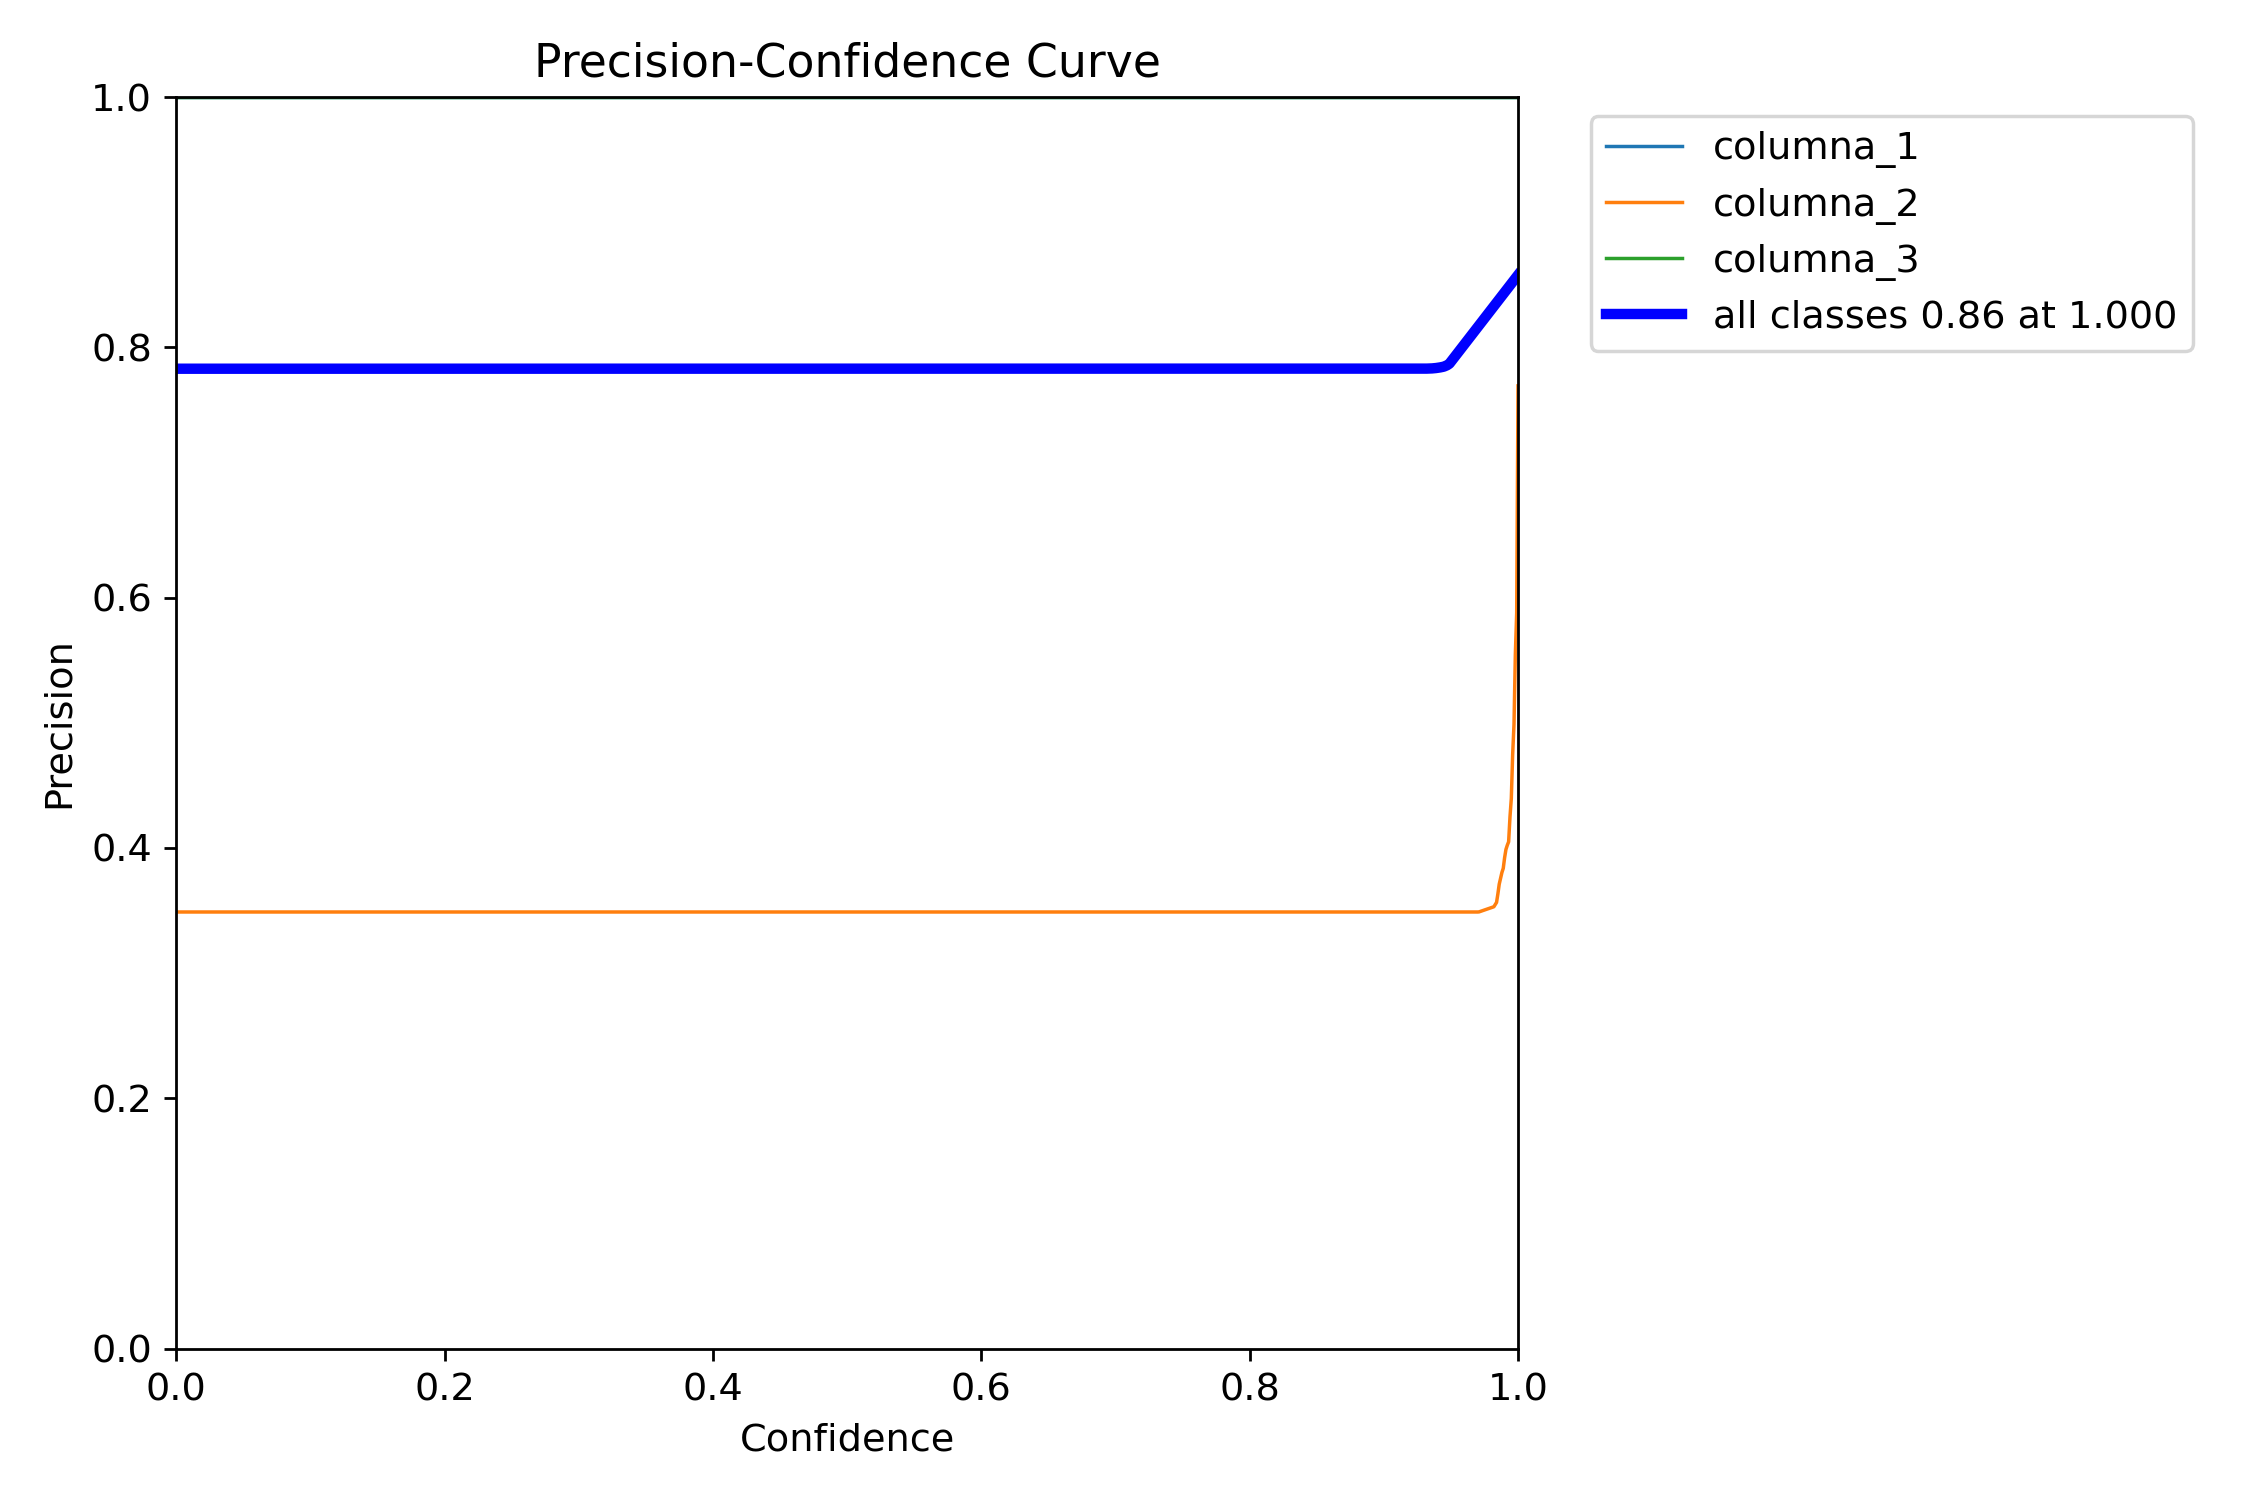 Precision-Confidence Curve
1.0
0.8
0.6
0.4
0.2
0.0
Precision
0.0 0.2 0.4 0.6 0.8 1.0
Confidence
columna_1
columna_2
columna_3
all classes 0.86 at 1.000